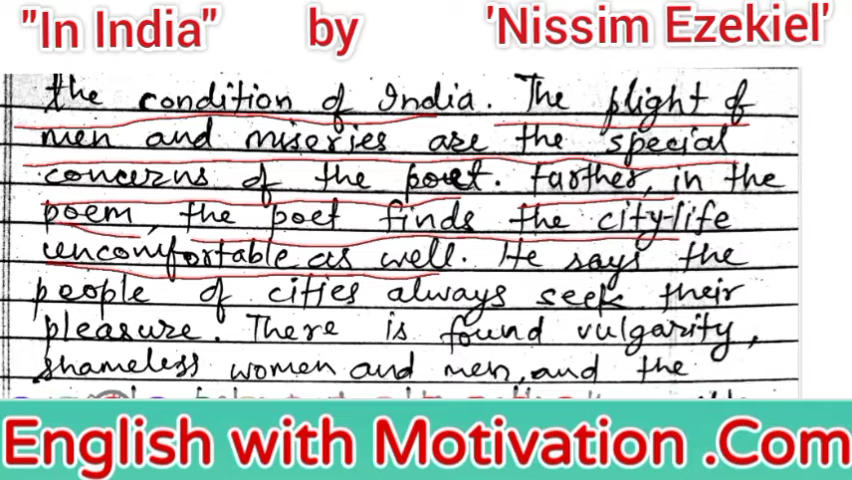 "In India" by 'Nissim Ezekiel'
the condition of India. The plight of
men and miseries are the special
concerns of the poet. Farther, in the
poem, the poet finds the city-life
uncomfortable as well. He says the
people of cities always seek their
pleasure. There is found vulgarity,
shameless women and men, and the
English with Motivation .Com